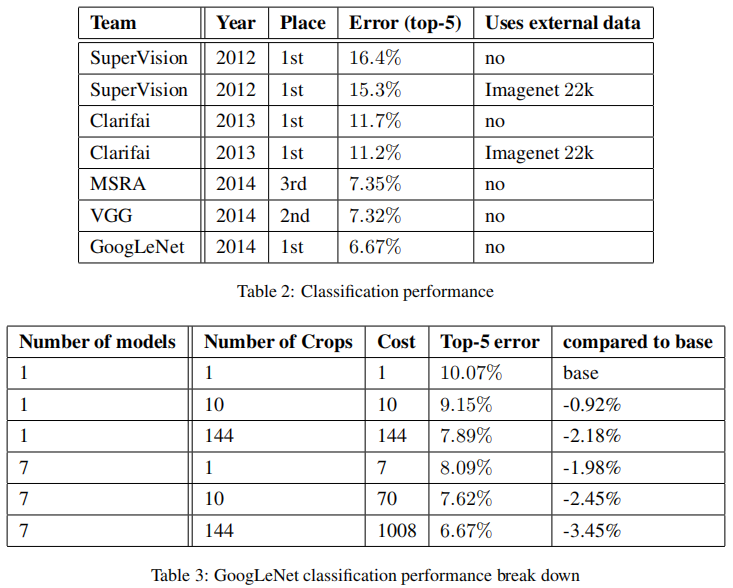 Team Year Place Error (top-5) Uses external data
SuperVision 2012 1st 16.4% no
SuperVision 2012 1st 15.3% Imagenet 22k
Clarifai 2013 1st 11.7% no
Clarifai 2013 1st 11.2% Imagenet 22k
MSRA 2014 3rd 7.35% no
VGG 2014 2nd 7.32% no
GoogLeNet 2014 1st 6.67% no
Table 2: Classification performance
Number of models Number of Crops Cost Top-5 error compared to base
1 1 1 10.07% base
1 10 10 9.15% -0.92%
1 144 144 7.89% -2.18%
7 1 7 8.09% -1.98%
7 10 70 7.62% -2.45%
7 144 1008 6.67% -3.45%
Table 3: GoogLeNet classification performance break down